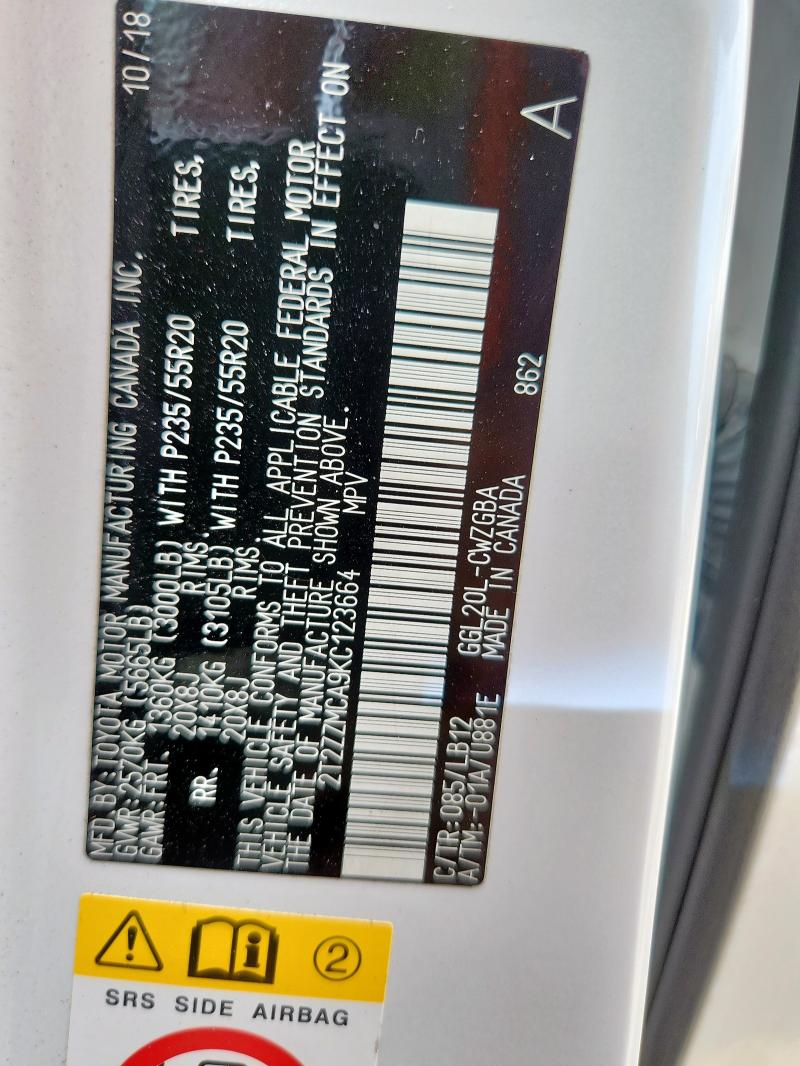 MFD. BY: TOYOTA MOTOR MANUFACTURING CANADA INC. 10/18
GVWR: 2570KG (5665LB)
GAWR: FRT. 1360KG (3000LB) WITH P235/55R20 TIRES,
20X8J RIMS.
RR. 1410KG (3105LB) WITH P235/55R20 TIRES,
20X8J RIMS
THIS VEHICLE CONFORMS TO ALL APPLICABLE FEDERAL MOTOR
VEHICLE SAFETY AND THEFT PREVENTION STANDARDS IN EFFECT ON
THE DATE OF MANUFACTURE SHOWN ABOVE.
2T2ZZMCA9KC123664 MPV
C/TR: 085/LB12 GGL20L-CWZGBA 862 A
A/TM: -01A/U881E MADE IN CANADA
2
SRS SIDE AIRBAG